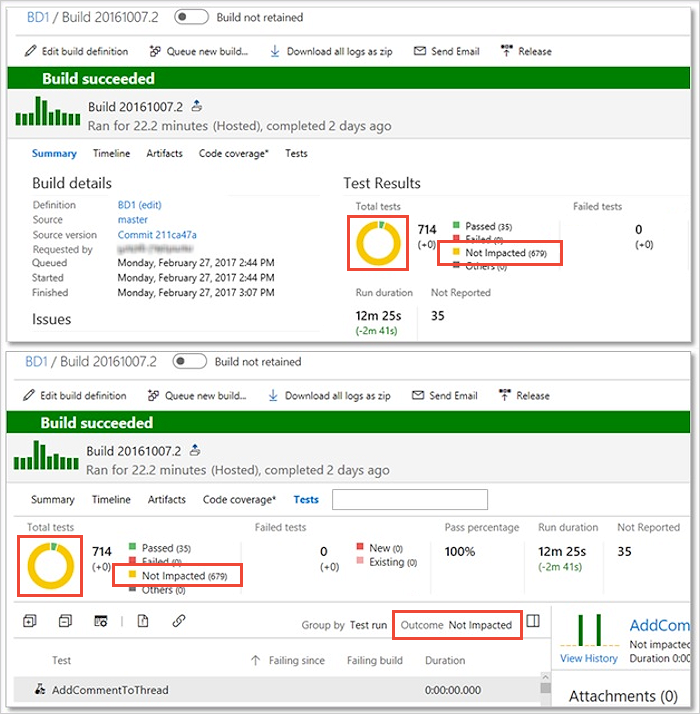 BD1 / Build 20161007.2 Build not retained
Edit build definition Queue new build... Download all logs as zip Send Email Release
Build succeeded
Build 20161007.2
Ran for 22.2 minutes (Hosted), completed 2 days ago
Summary Timeline Artifacts Code coverage* Tests
Build details Test Results
Definition BD1 (edit) Total tests Failed tests
Source master
Source version Commit 211ca47a
Requested by
Queued Monday, February 27, 2017 2:44 PM
Started Monday, February 27, 2017 2:44 PM
Finished Monday, February 27, 2017 3:07 PM
714 (+0) Passed (35) 0 (+0)
Failed (0)
Not Impacted (679)
Others (0)
Run duration Not Reported
12m 25s 35
(-2m 41s)
Issues
BD1 / Build 20161007.2 Build not retained
Edit build definition Queue new build... Download all logs as zip Send Email Release
Build succeeded
Build 20161007.2
Ran for 22.2 minutes (Hosted), completed 2 days ago
Summary Timeline Artifacts Code coverage* Tests
Total tests Failed tests Pass percentage Run duration Not Reported
714 Passed (35) 0 New (0) 100% 12m 25s 35
(+0) Failed (0) (+0) Existing (0) (-2m 41s)
Not Impacted (679)
Others (0)
Group by Test run Outcome Not Impacted
Test Failing since Failing build Duration
AddCommentToThread 0:00:00.000
AddCom
Not impacted
Duration 0:0
View History
Attachments (0)